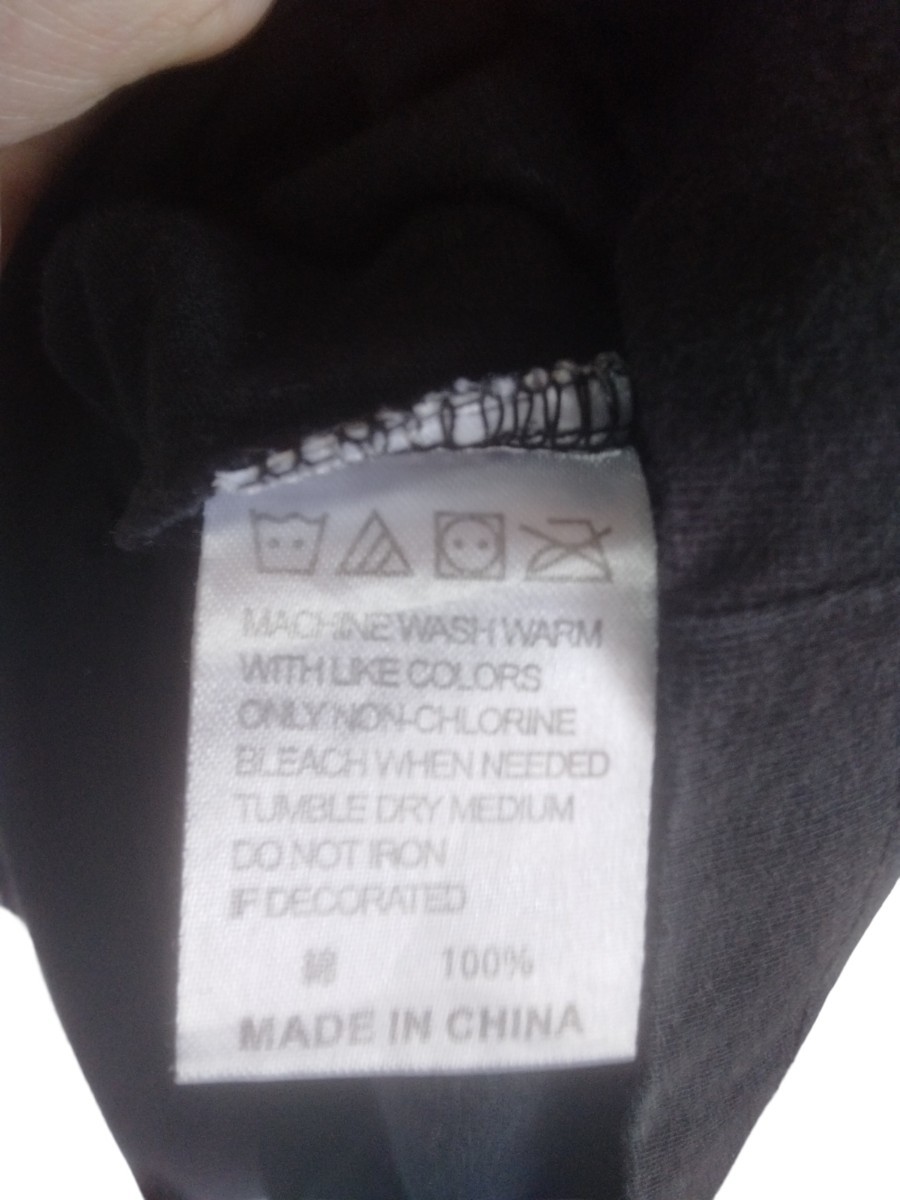 MACHINE WASH WARM
WITH LIKE COLORS
ONLY NON-CHLORINE
BLEACH WHEN NEEDED
TUMBLE DRY MEDIUM
DO NOT IRON
IF DECORATED
綿 100%
MADE IN CHINA